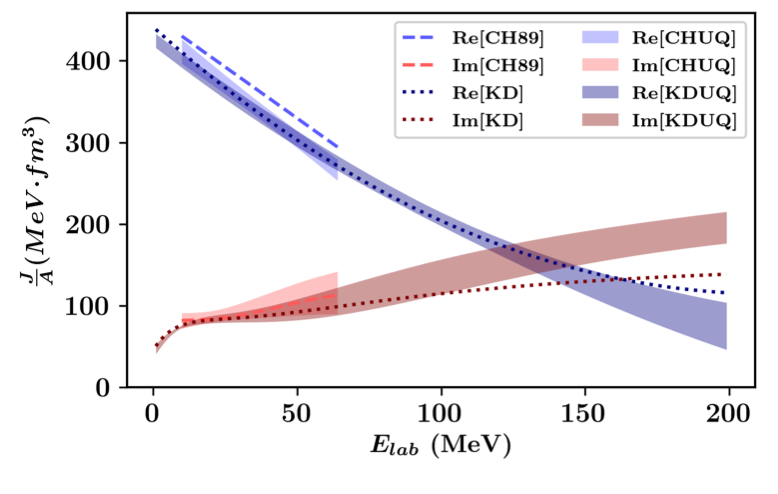 400
300
200
100
0
J/A (MeV·fm³)
Re[CH89]
Im[CH89]
Re[KD]
Im[KD]
Re[CHUQ]
Im[CHUQ]
Re[KDUQ]
Im[KDUQ]
0 50 100 150 200
E_lab (MeV)